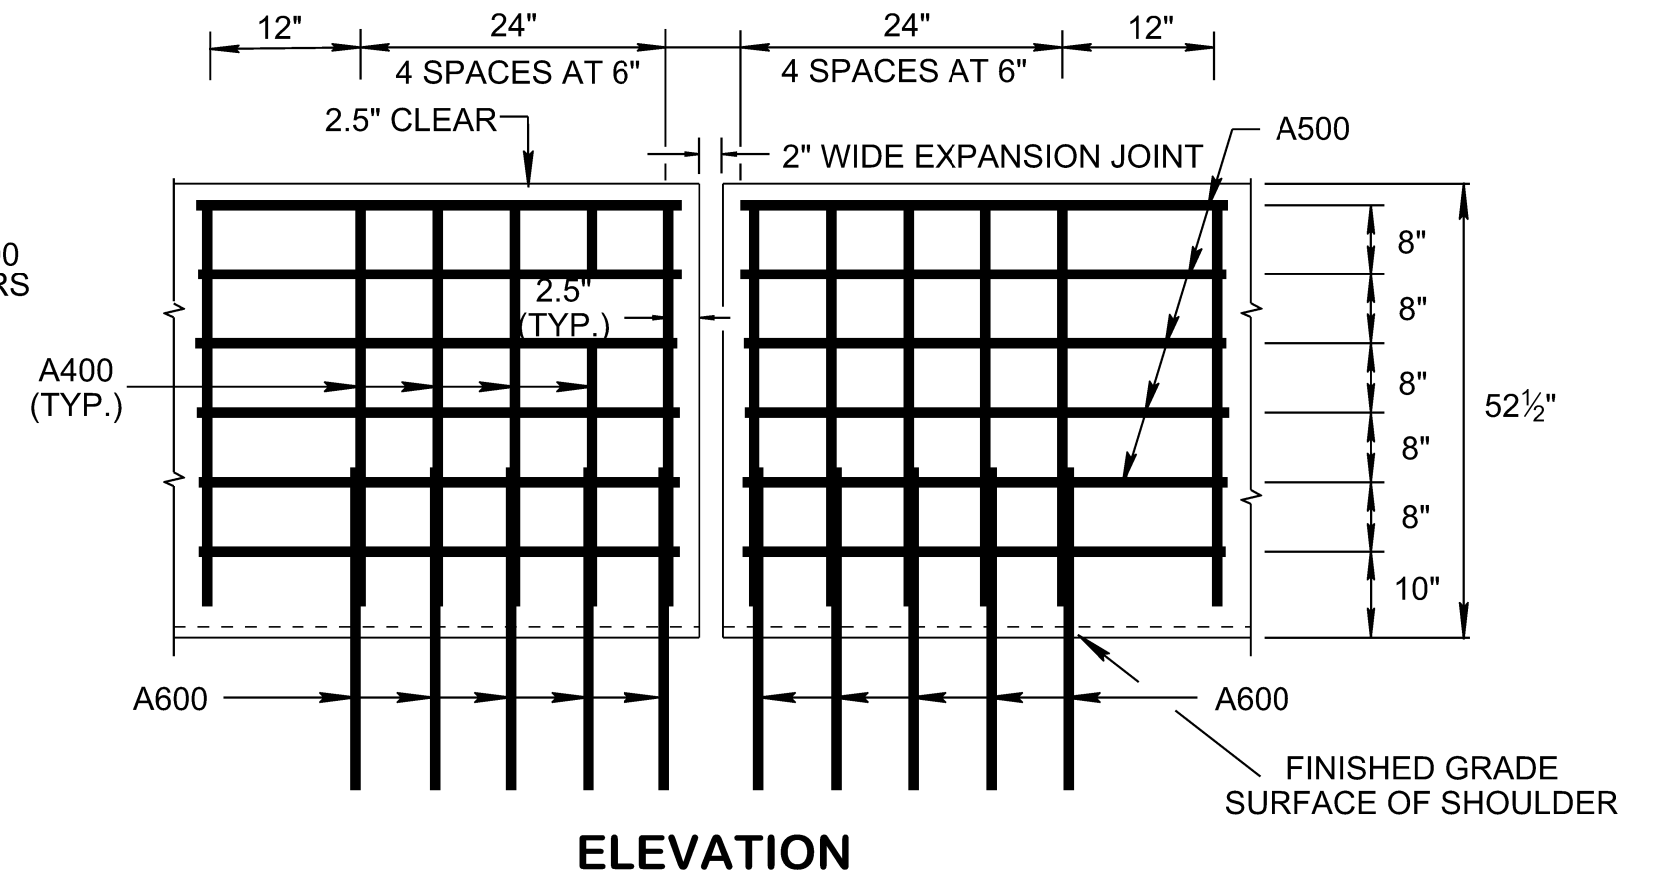 12"
24"
24"
12"
4 SPACES AT 6"
4 SPACES AT 6"
2.5" CLEAR
A500
2" WIDE EXPANSION JOINT
8"
0
RS
2.5"
(TYP.)
8"
A400
(TYP.)
8"
52½"
8"
8"
10"
A600
A600
FINISHED GRADE
SURFACE OF SHOULDER
ELEVATION